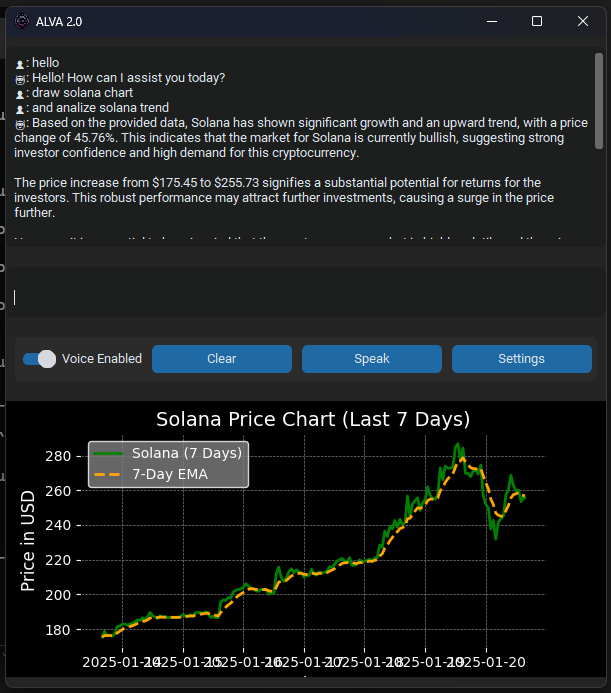 ALVA 2.0
: hello
: Hello! How can I assist you today?
: draw solana chart
: and analize solana trend
: Based on the provided data, Solana has shown significant growth and an upward trend, with a price
change of 45.76%. This indicates that the market for Solana is currently bullish, suggesting strong
investor confidence and high demand for this cryptocurrency.
The price increase from $175.45 to $255.73 signifies a substantial potential for returns for the
investors. This robust performance may attract further investments, causing a surge in the price
further.
Voice Enabled
Clear
Speak
Settings
Solana Price Chart (Last 7 Days)
Solana (7 Days)
7-Day EMA
Price in USD
280
260
240
220
200
180
2025-01-14
2025-01-15
2025-01-16
2025-01-17
2025-01-18
2025-01-19
2025-01-20